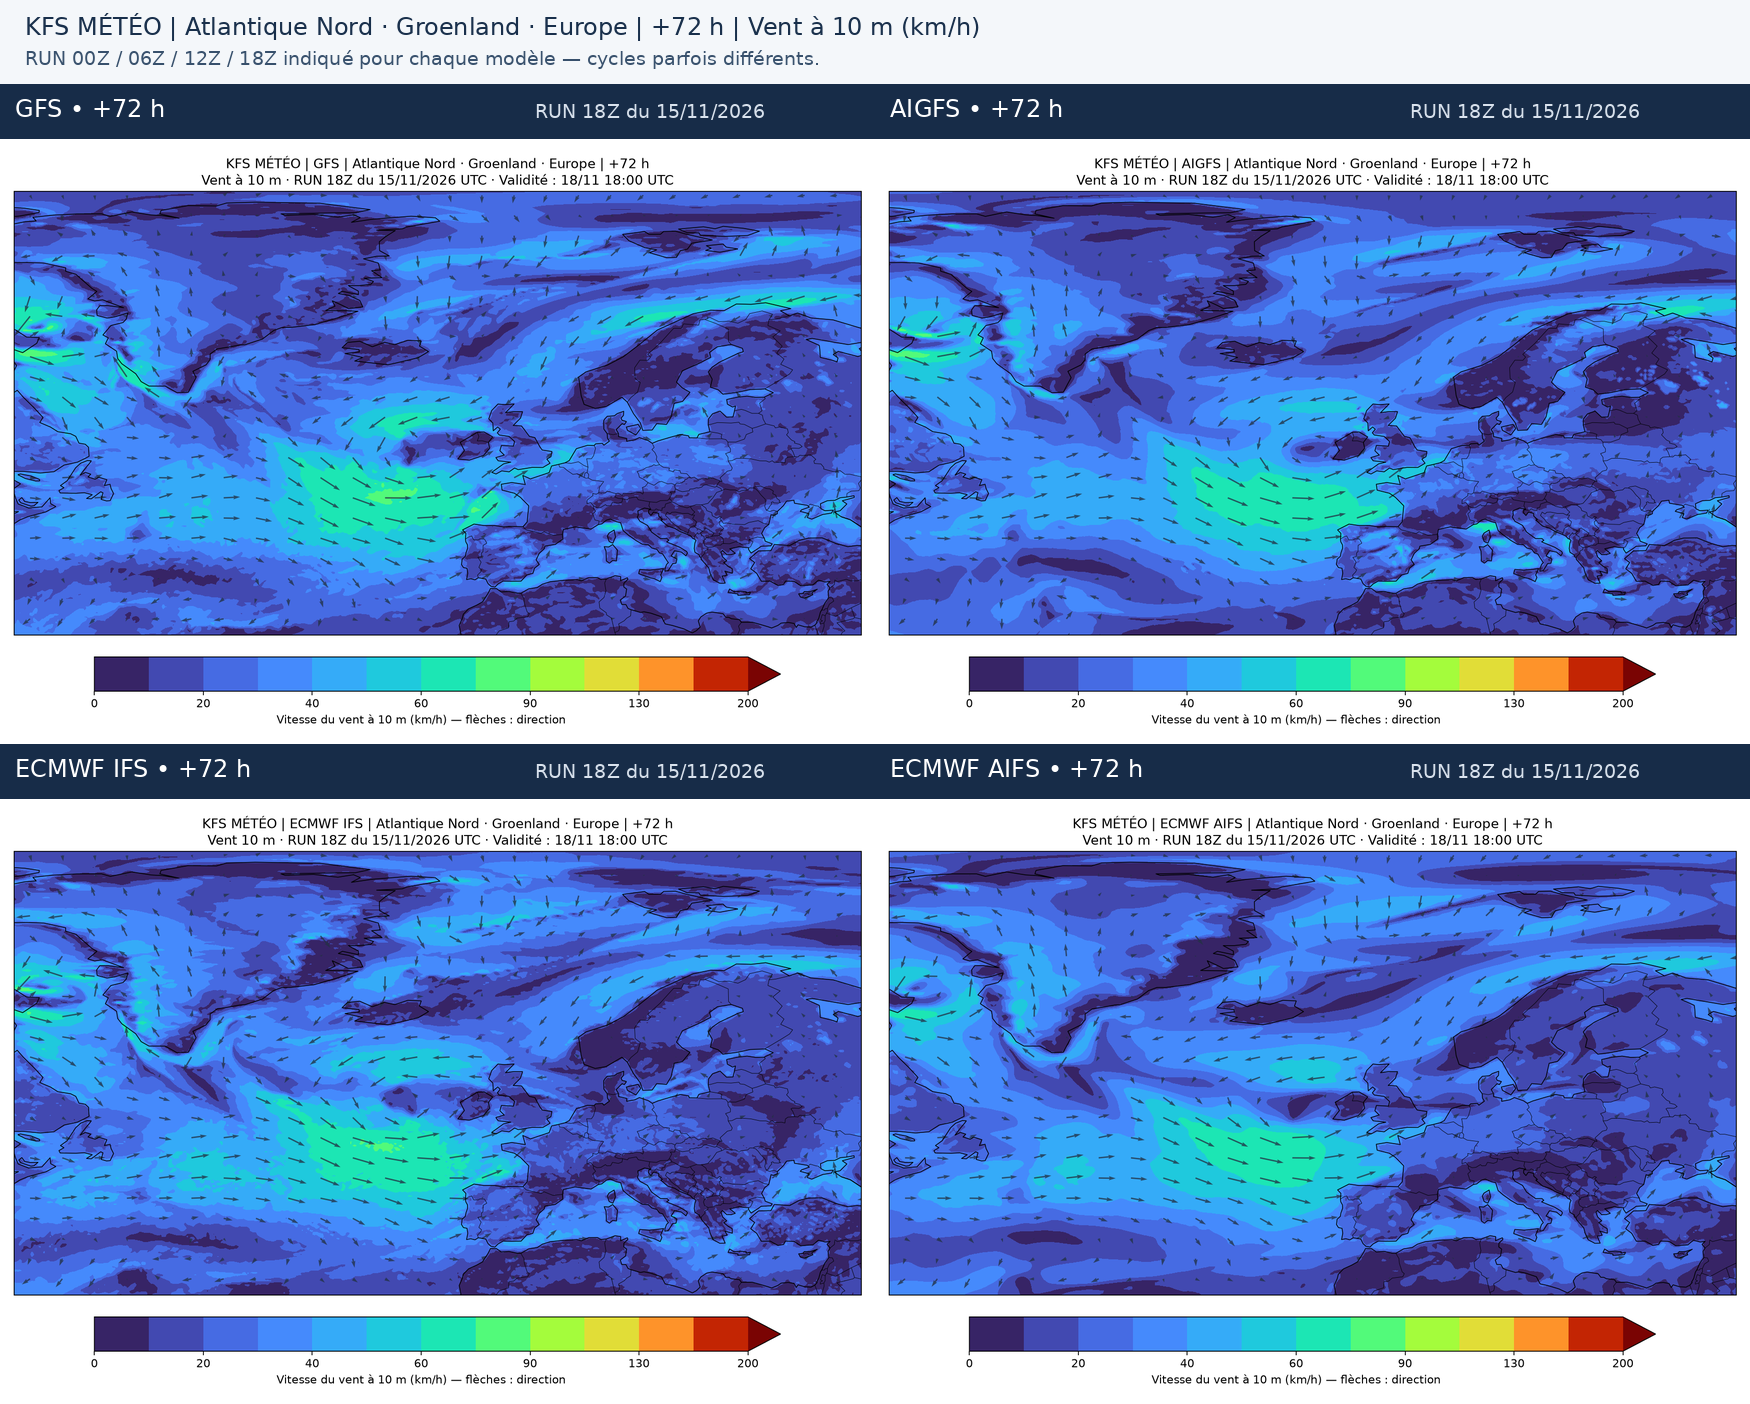 KFS MÉTÉO | Atlantique Nord · Groenland · Europe | +72 h | Vent à 10 m (km/h)
RUN 00Z / 06Z / 12Z / 18Z indiqué pour chaque modèle — cycles parfois différents.
GFS • +72 h
RUN 18Z du 15/11/2026
AIGFS • +72 h
RUN 18Z du 15/11/2026
KFS MÉTÉO | GFS | Atlantique Nord · Groenland · Europe | +72 h
Vent à 10 m · RUN 18Z du 15/11/2026 UTC · Validité : 18/11 18:00 UTC
KFS MÉTÉO | AIGFS | Atlantique Nord · Groenland · Europe | +72 h
Vent à 10 m · RUN 18Z du 15/11/2026 UTC · Validité : 18/11 18:00 UTC
0 20 40 60 90 130 200
Vitesse du vent à 10 m (km/h) — flèches : direction
0 20 40 60 90 130 200
Vitesse du vent à 10 m (km/h) — flèches : direction
ECMWF IFS • +72 h
RUN 18Z du 15/11/2026
ECMWF AIFS • +72 h
RUN 18Z du 15/11/2026
KFS MÉTÉO | ECMWF IFS | Atlantique Nord · Groenland · Europe | +72 h
Vent 10 m · RUN 18Z du 15/11/2026 UTC · Validité : 18/11 18:00 UTC
KFS MÉTÉO | ECMWF AIFS | Atlantique Nord · Groenland · Europe | +72 h
Vent 10 m · RUN 18Z du 15/11/2026 UTC · Validité : 18/11 18:00 UTC
0 20 40 60 90 130 200
Vitesse du vent à 10 m (km/h) — flèches : direction
0 20 40 60 90 130 200
Vitesse du vent à 10 m (km/h) — flèches : direction